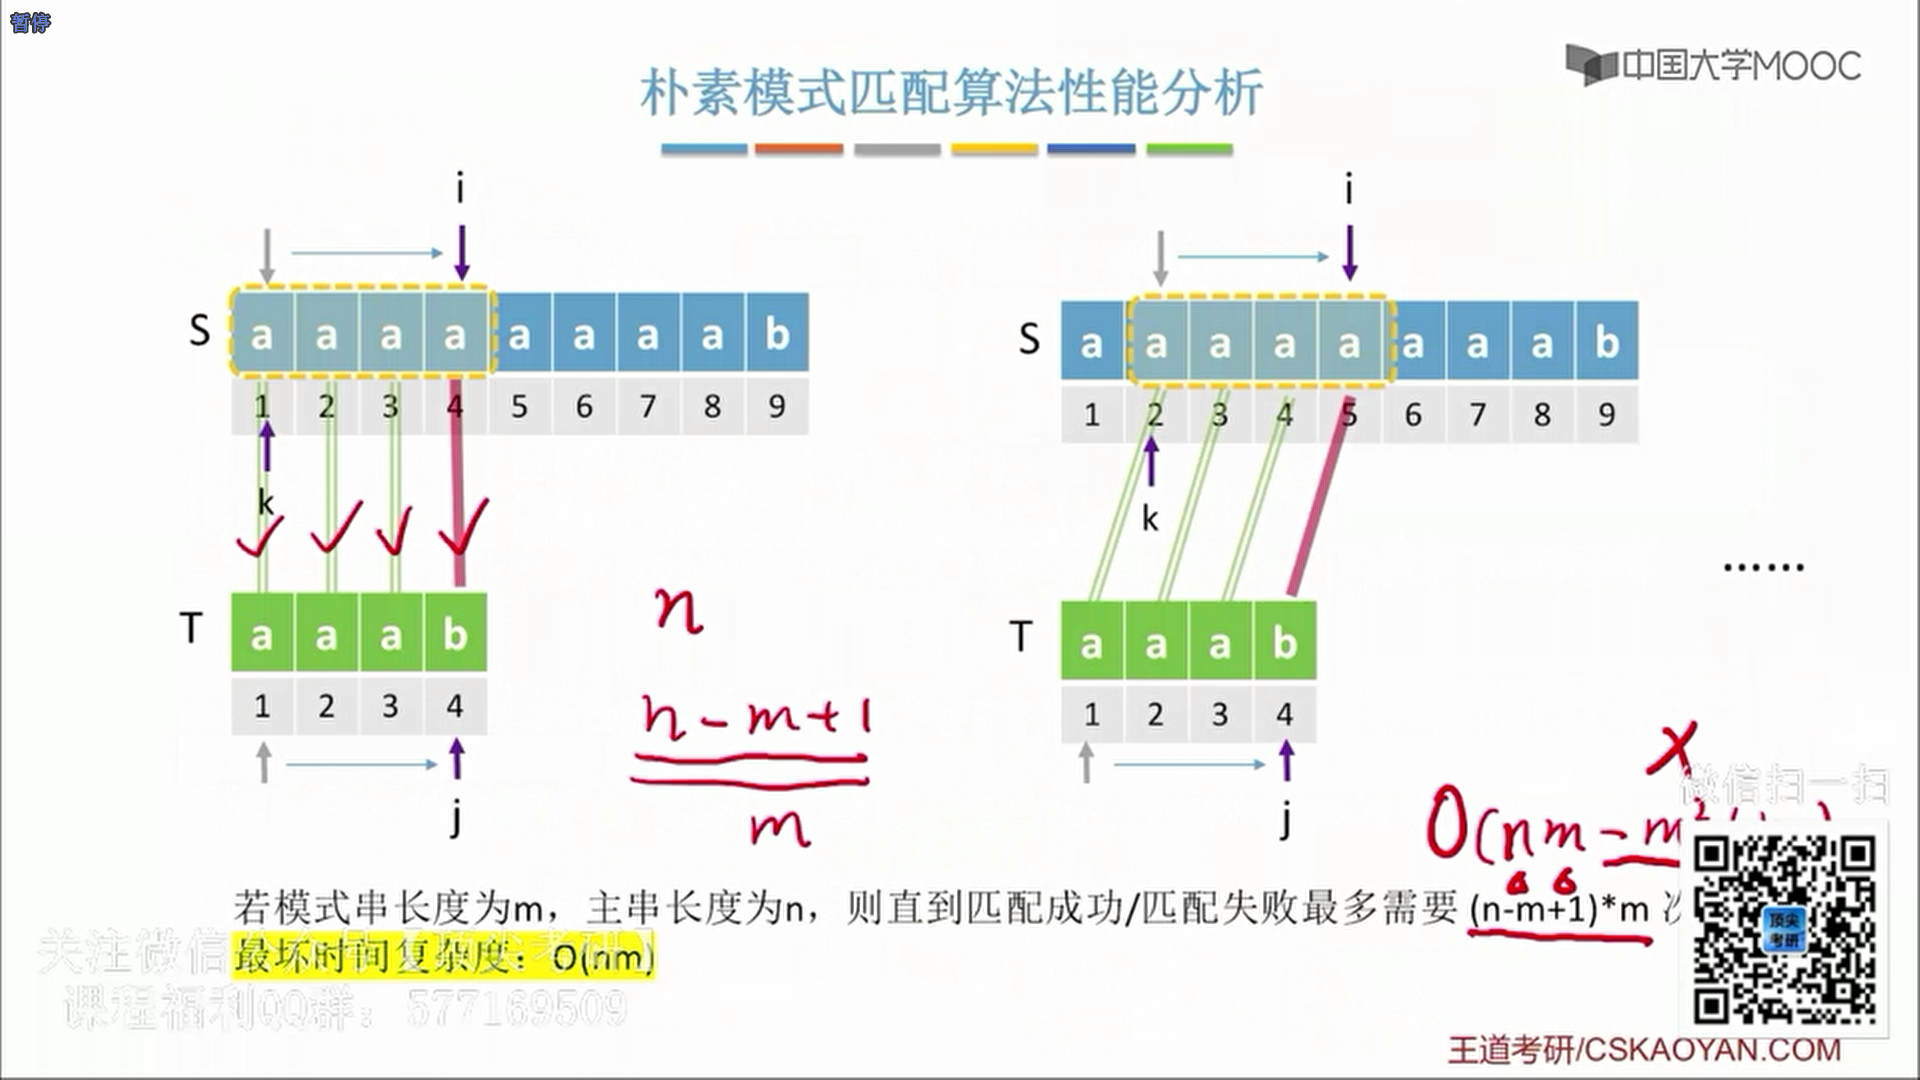 暂停
中国大学MOOC
朴素模式匹配算法性能分析
i
i
S a a a a a a a a b
1 2 3 4 5 6 7 8 9
k
S a a a a a a a a b
1 2 3 4 5 6 7 8 9
k
……
T a a a b
1 2 3 4
j
T a a a b
1 2 3 4
j
n
n-m+1
m
x
O(nm-m²
微信扫一扫
若模式串长度为m，主串长度为n，则直到匹配成功/匹配失败最多需要 (n-m+1)*m 次
最坏时间复杂度：O(nm)
关注微信公众号【顶尖考研】
课程福利QQ群：577169509
顶尖
考研
王道考研/CSKAOYAN.COM